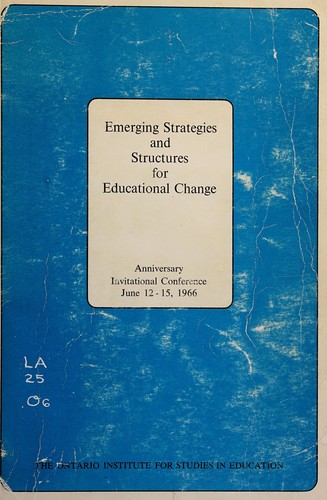 Emerging Strategies
and
Structures
for
Educational Change
Anniversary
Invitational Conference
June 12 - 15, 1966
LA
25
.O6
THE ONTARIO INSTITUTE FOR STUDIES IN EDUCATION